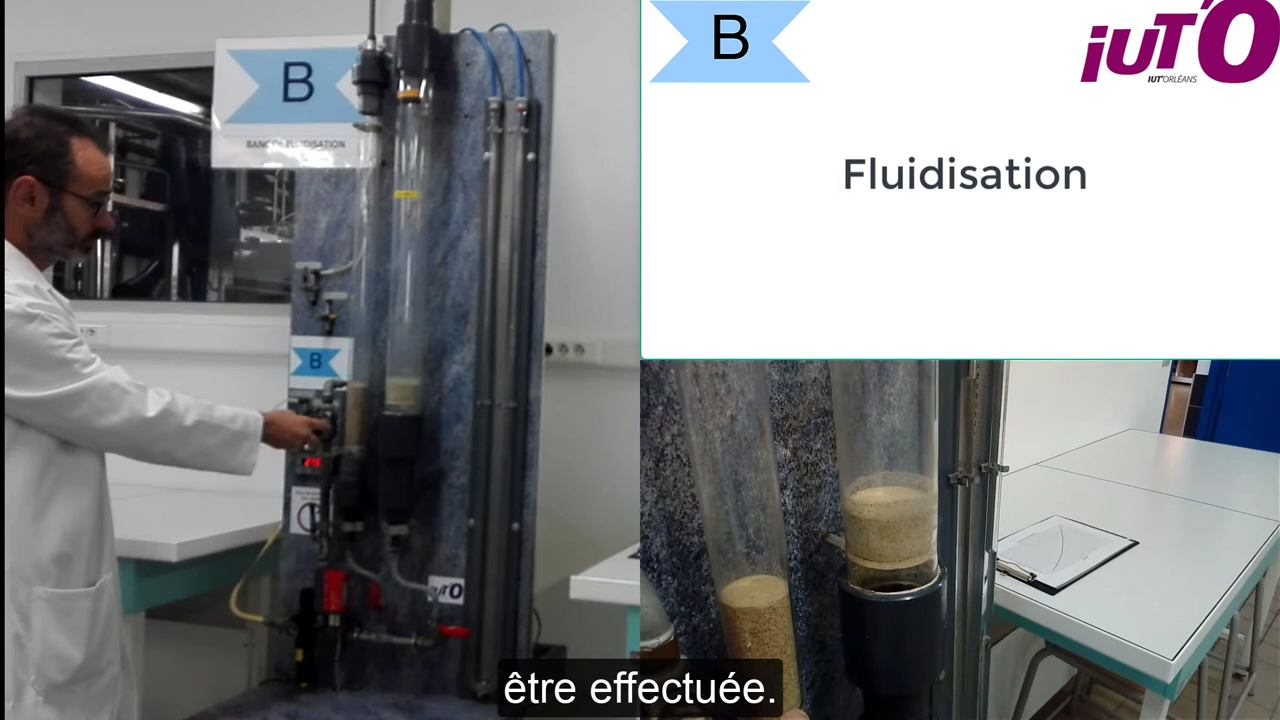 B
BANC DE FLUIDISATION
B
B
iUT'O
IUT'ORLÉANS
Fluidisation
iUT'O
être effectuée.